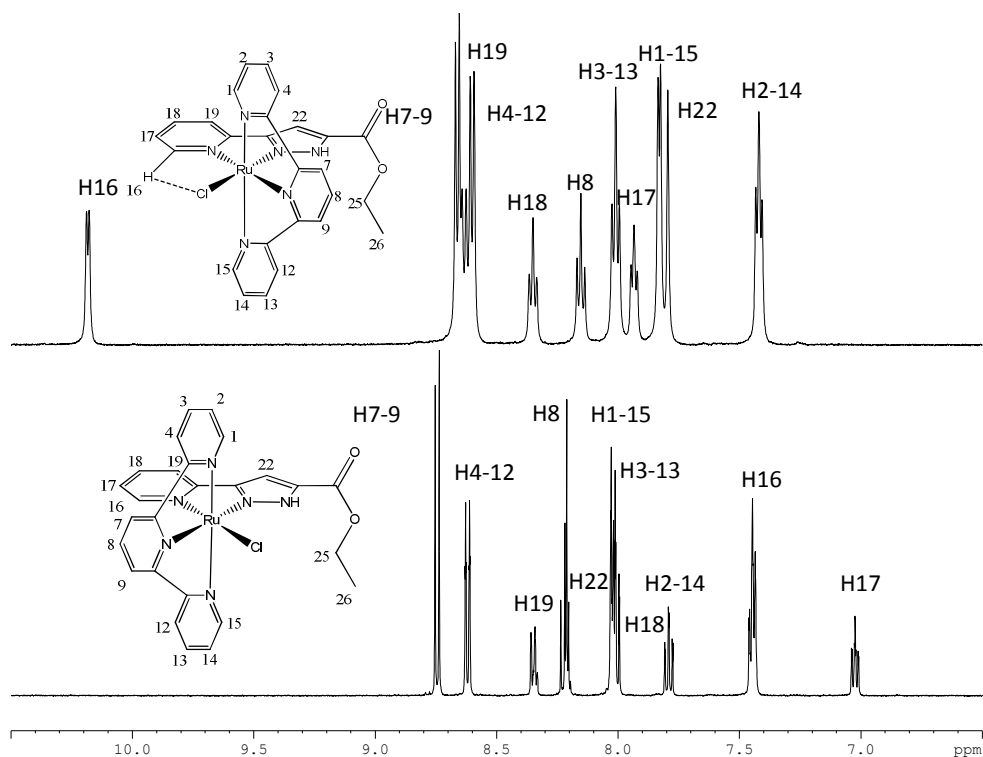 H19
H1-15
H3-13
H22
H2-14
H7-9
H4-12
H16
H18
H8
H17
2
3
1
4
N
18
19
22
O
17
N
N
NH
7
O
Ru
8
H
16
Cl
N
25
9
26
N
15
12
14
13
H7-9
H8
H1-15
H4-12
H3-13
H16
H19
H22
H18
H2-14
H17
3
2
4
1
N
18
19
22
O
17
N
N
NH
16
O
Ru
7
N
Cl
8
25
9
26
N
12
15
13
14
10.0
9.5
9.0
8.5
8.0
7.5
7.0
ppm